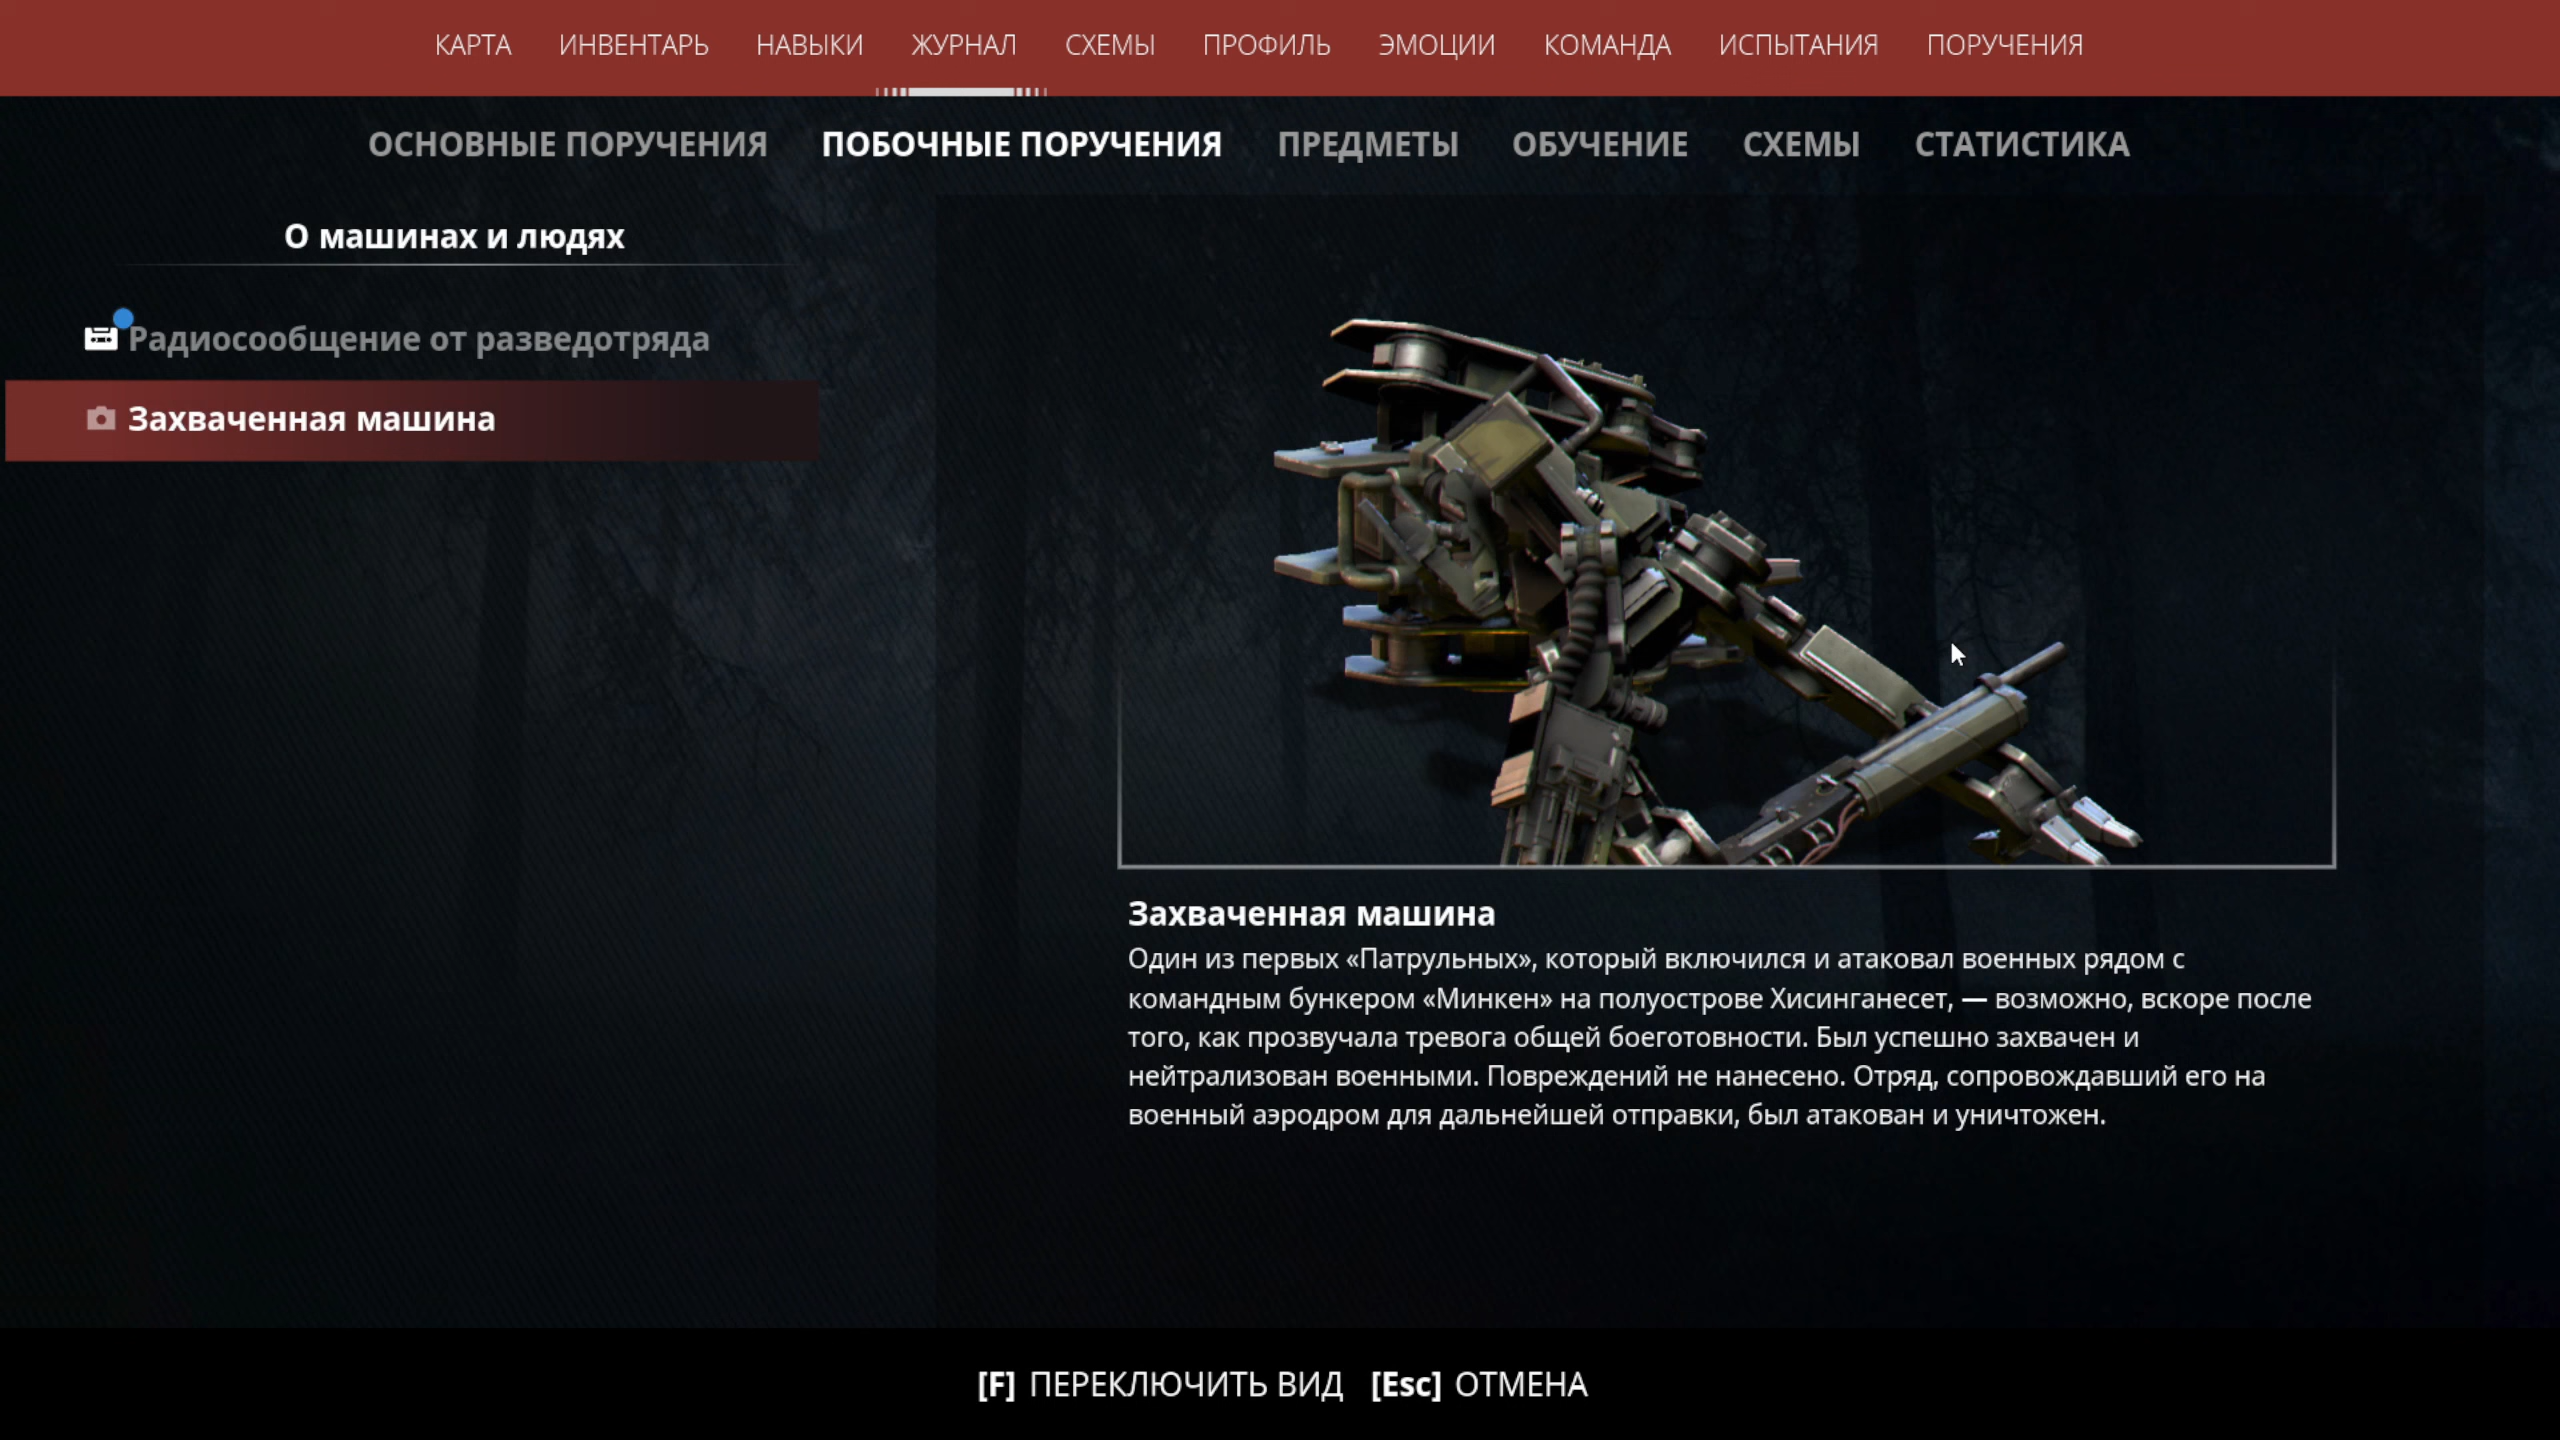 КАРТА ИНВЕНТАРЬ НАВЫКИ ЖУРНАЛ СХЕМЫ ПРОФИЛЬ ЭМОЦИИ КОМАНДА ИСПЫТАНИЯ ПОРУЧЕНИЯ
ОСНОВНЫЕ ПОРУЧЕНИЯ ПОБОЧНЫЕ ПОРУЧЕНИЯ ПРЕДМЕТЫ ОБУЧЕНИЕ СХЕМЫ СТАТИСТИКА
О машинах и людях
Радиосообщение от разведотряда
Захваченная машина
Захваченная машина
Один из первых «Патрульных», который включился и атаковал военных рядом с
командным бункером «Минкен» на полуострове Хисинганесет, — возможно, вскоре после
того, как прозвучала тревога общей боеготовности. Был успешно захвачен и
нейтрализован военными. Повреждений не нанесено. Отряд, сопровождавший его на
военный аэродром для дальнейшей отправки, был атакован и уничтожен.
[F] ПЕРЕКЛЮЧИТЬ ВИД [Esc] ОТМЕНА